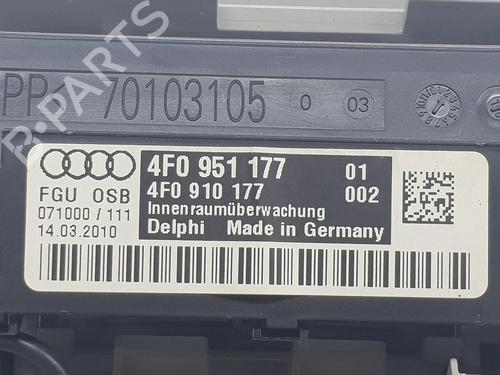 R-PARTS
PP 70103105 0 03
4F0 951 177 01
4F0 910 177 002
FGU OSB
071000 / 111
14.03.2010
Innenraumüberwachung
Delphi Made in Germany